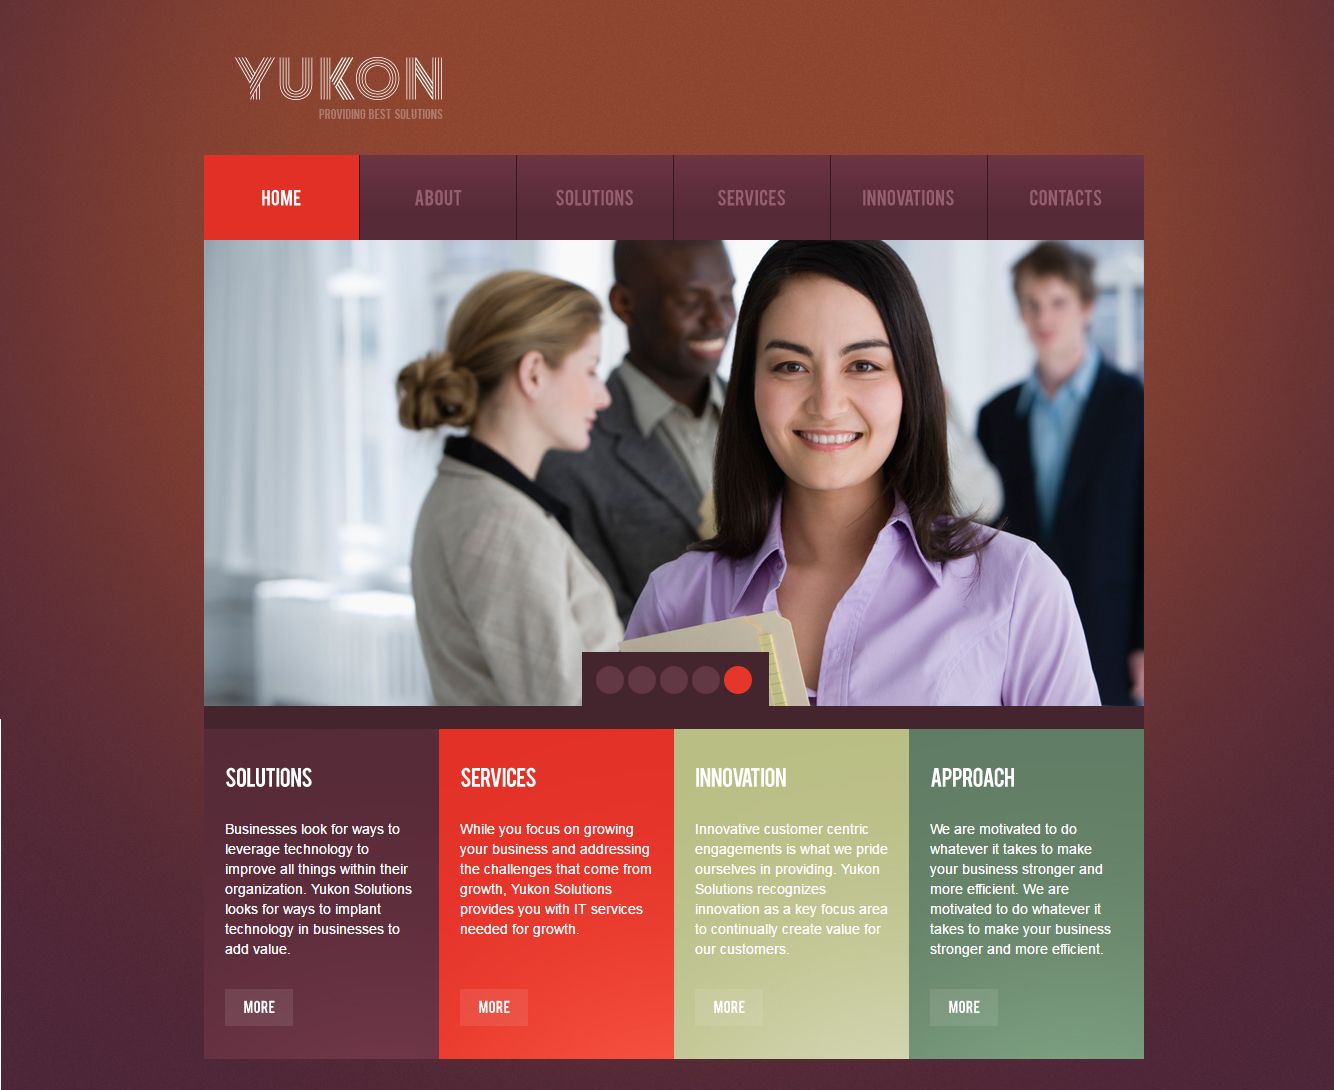 YUKON
PROVIDING BEST SOLUTIONS
HOME
ABOUT
SOLUTIONS
SERVICES
INNOVATIONS
CONTACTS
SOLUTIONS
Businesses look for ways to
leverage technology to
improve all things within their
organization. Yukon Solutions
looks for ways to implant
technology in businesses to
add value.
MORE
SERVICES
While you focus on growing
your business and addressing
the challenges that come from
growth, Yukon Solutions
provides you with IT services
needed for growth.
MORE
INNOVATION
Innovative customer centric
engagements is what we pride
ourselves in providing. Yukon
Solutions recognizes
innovation as a key focus area
to continually create value for
our customers.
MORE
APPROACH
We are motivated to do
whatever it takes to make
your business stronger and
more efficient. We are
motivated to do whatever it
takes to make your business
stronger and more efficient.
MORE